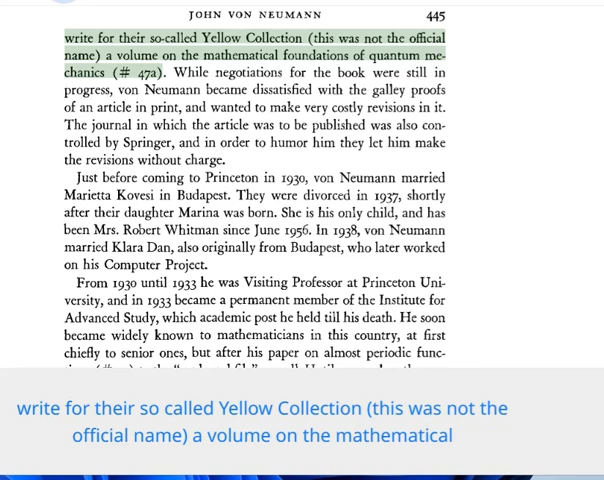 JOHN VON NEUMANN 445
write for their so-called Yellow Collection (this was not the official
name) a volume on the mathematical foundations of quantum me-
chanics (# 47a). While negotiations for the book were still in
progress, von Neumann became dissatisfied with the galley proofs
of an article in print, and wanted to make very costly revisions in it.
The journal in which the article was to be published was also con-
trolled by Springer, and in order to humor him they let him make
the revisions without charge.
Just before coming to Princeton in 1930, von Neumann married
Marietta Kovesi in Budapest. They were divorced in 1937, shortly
after their daughter Marina was born. She is his only child, and has
been Mrs. Robert Whitman since June 1956. In 1938, von Neumann
married Klara Dan, also originally from Budapest, who later worked
on his Computer Project.
From 1930 until 1933 he was Visiting Professor at Princeton Uni-
versity, and in 1933 became a permanent member of the Institute for
Advanced Study, which academic post he held till his death. He soon
became widely known to mathematicians in this country, at first
chiefly to senior ones, but after his paper on almost periodic func-
write for their so called Yellow Collection (this was not the
official name) a volume on the mathematical